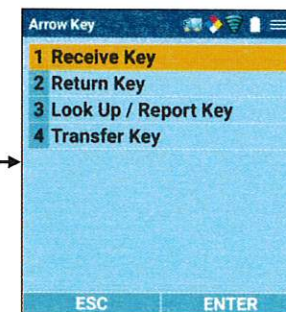 Arrow Key
1 Receive Key
2 Return Key
3 Look Up / Report Key
4 Transfer Key
ESC ENTER